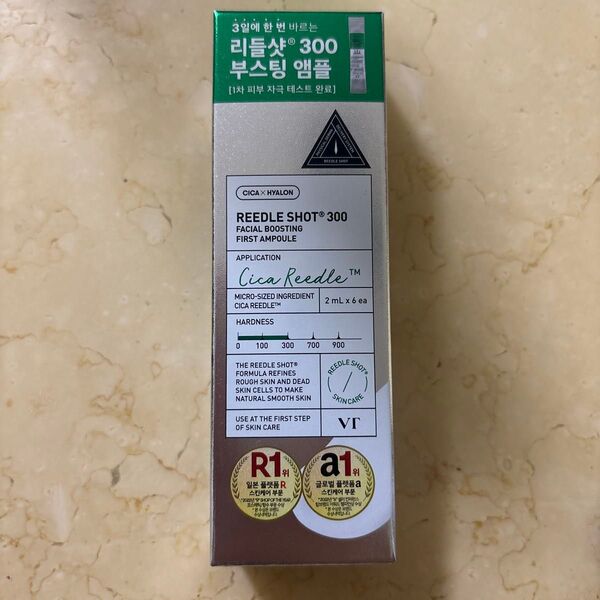 3일에 한 번 바르는
리들샷® 300
부스팅 앰플
[1차 피부 자극 테스트 완료]
REEDLE SHOT
CICA × HYALON
REEDLE SHOT® 300
FACIAL BOOSTING
FIRST AMPOULE
APPLICATION
Cica Reedle™
MICRO-SIZED INGREDIENT
CICA REEDLE™
2 mL x 6 ea
HARDNESS
0 100 300 700 900
THE REEDLE SHOT®
FORMULA REFINES
ROUGH SKIN AND DEAD
SKIN CELLS TO MAKE
NATURAL SMOOTH SKIN
REEDLE SHOT®
SKIN CARE
USE AT THE FIRST STEP
OF SKIN CARE
VT
R1위
일본 플랫폼 R
스킨케어 부문
a1위
글로벌 플랫폼 a
스킨케어 부문